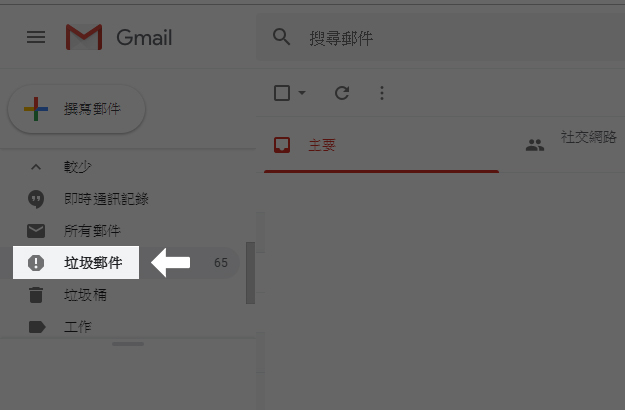 Gmail
搜尋郵件
撰寫郵件
主要
社交網路
較少
即時通訊記錄
所有郵件
垃圾郵件 65
垃圾桶
工作